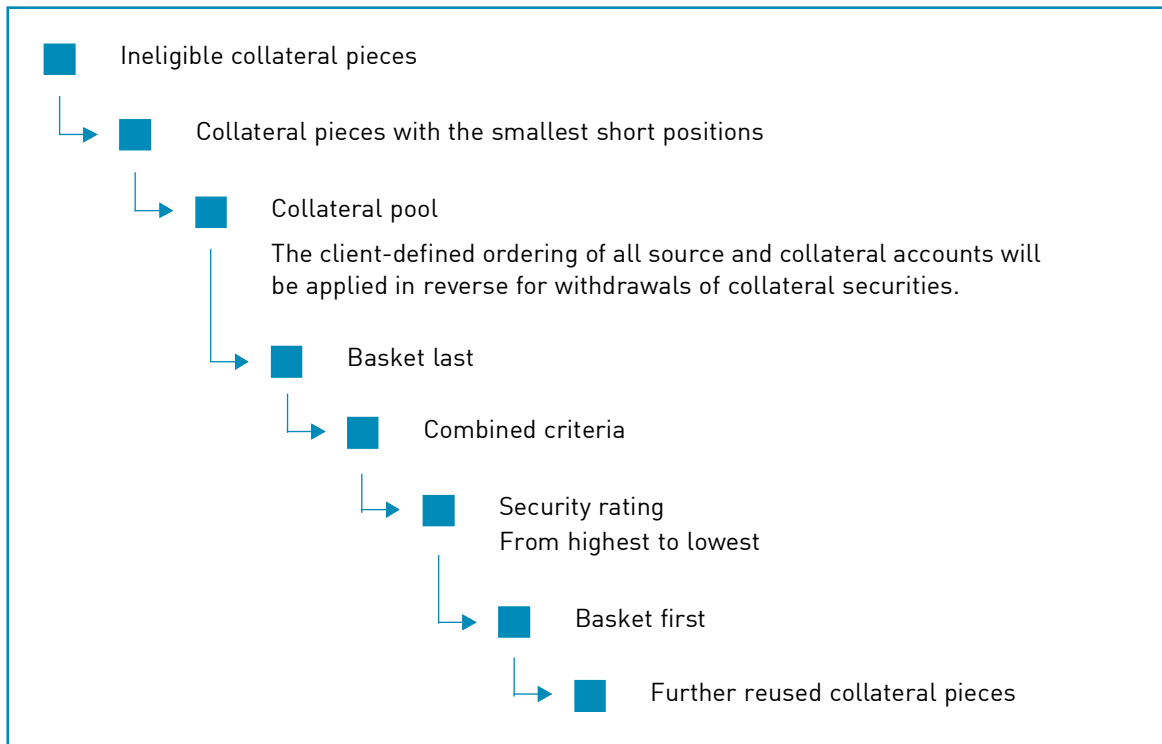 Ineligible collateral pieces
Collateral pieces with the smallest short positions
Collateral pool
The client-defined ordering of all source and collateral accounts will
be applied in reverse for withdrawals of collateral securities.
Basket last
Combined criteria
Security rating
From highest to lowest
Basket first
Further reused collateral pieces